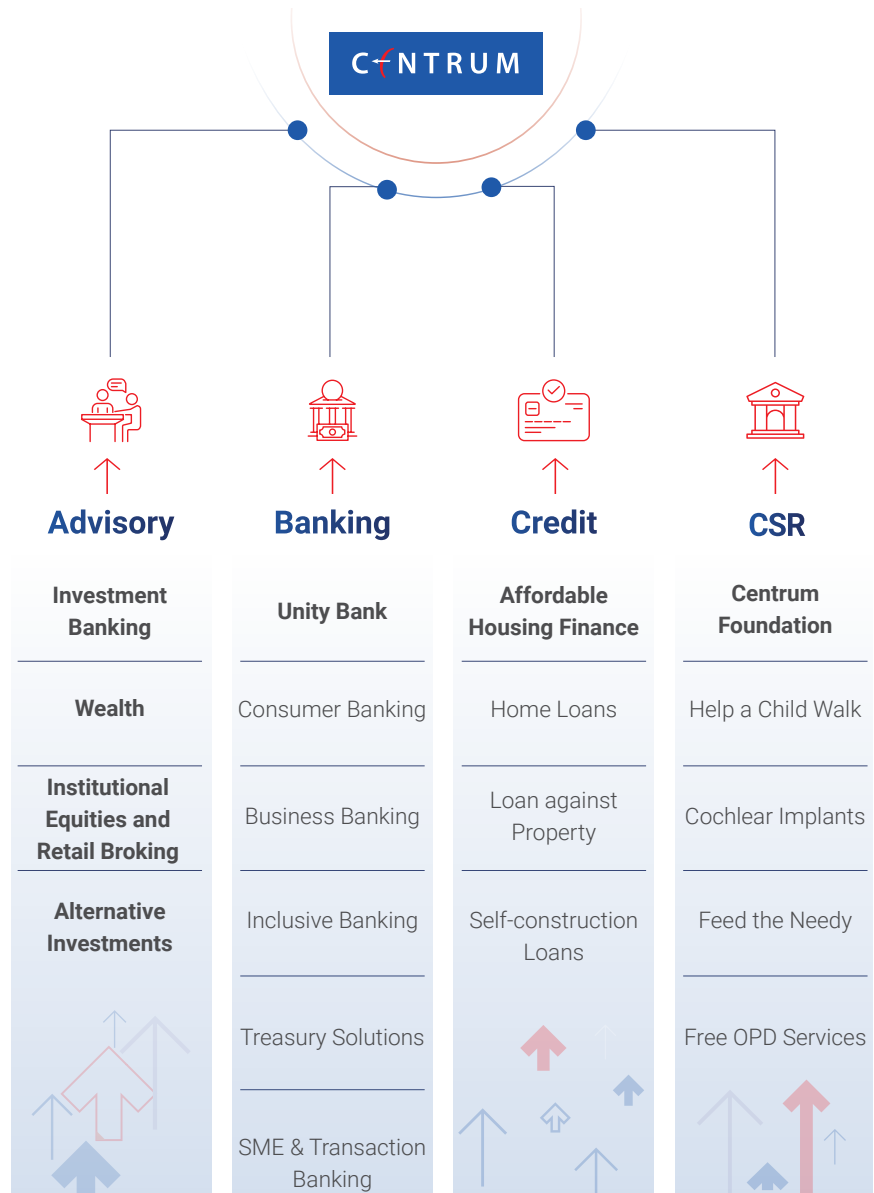 CENTRUM
Advisory
Investment
Banking
Wealth
Institutional
Equities and
Retail Broking
Alternative
Investments
Banking
Unity Bank
Consumer Banking
Business Banking
Inclusive Banking
Treasury Solutions
SME & Transaction
Banking
Credit
Affordable
Housing Finance
Home Loans
Loan against
Property
Self-construction
Loans
CSR
Centrum
Foundation
Help a Child Walk
Cochlear Implants
Feed the Needy
Free OPD Services